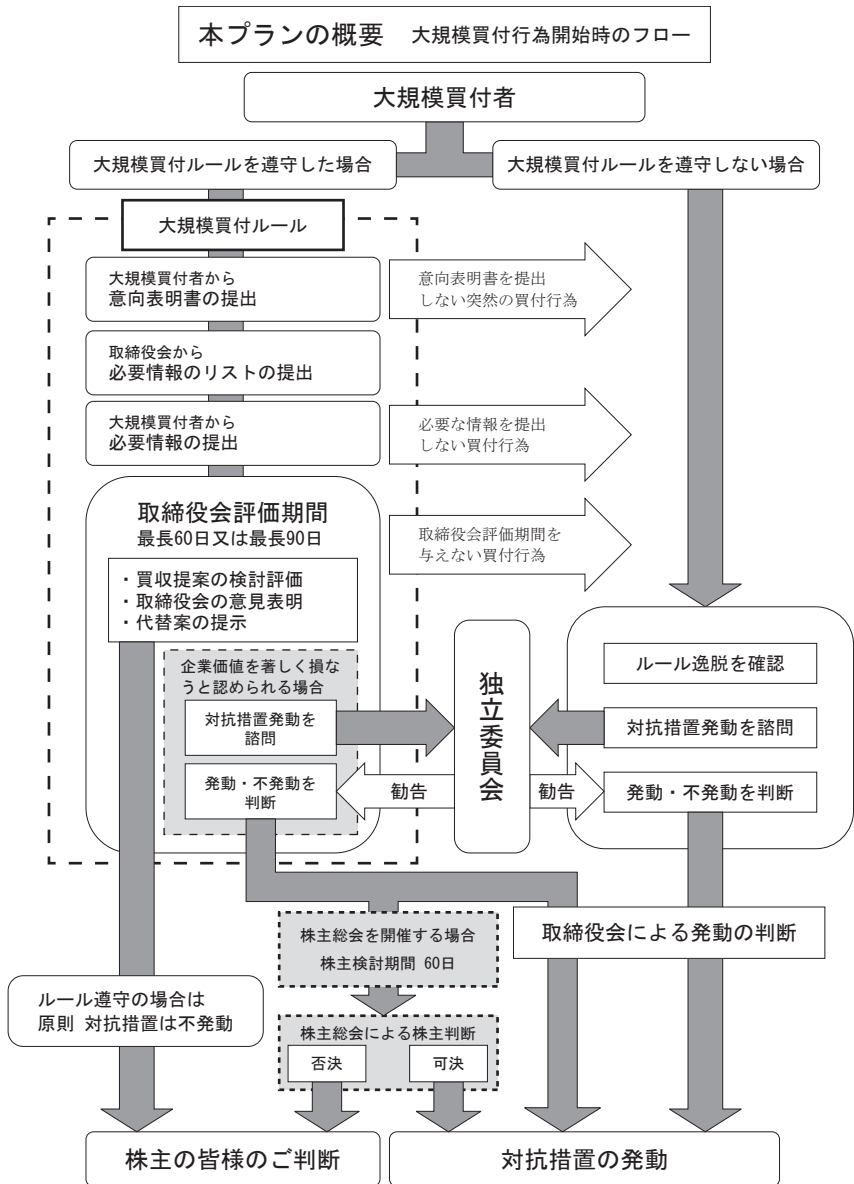 本プランの概要 大規模買付行為開始時のフロー
大規模買付者
大規模買付ルールを遵守した場合
大規模買付ルールを遵守しない場合
大規模買付ルール
大規模買付者から
意向表明書の提出
意向表明書を提出
しない突然の買付行為
取締役会から
必要情報のリストの提出
大規模買付者から
必要情報の提出
必要な情報を提出
しない買付行為
取締役会評価期間
最長60日又は最長90日
取締役会評価期間を
与えない買付行為
・買収提案の検討評価
・取締役会の意見表明
・代替案の提示
企業価値を著しく損な
うと認められる場合
対抗措置発動を
諮問
発動・不発動を
判断
独立委員会
勧告
勧告
ルール逸脱を確認
対抗措置発動を諮問
発動・不発動を判断
株主総会を開催する場合
株主検討期間 60日
取締役会による発動の判断
ルール遵守の場合は
原則 対抗措置は不発動
株主総会による株主判断
否決
可決
株主の皆様のご判断
対抗措置の発動